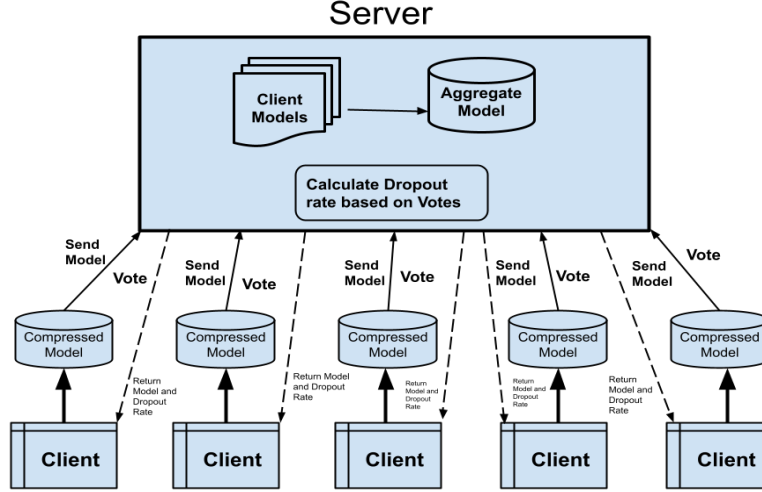 Server
Client
Models
Aggregate
Model
Calculate Dropout
rate based on Votes
Send
Model
Vote
Send
Model
Vote
Send
Model
Vote
Send
Model
Vote
Send
Model
Vote
Compressed
Model
Compressed
Model
Compressed
Model
Compressed
Model
Compressed
Model
Return
Model and
Dropout
Rate
Return Model
and Dropout
Rate
Return
Model and
Dropout
Rate
Return
Model and
Dropout
Rate
Return
Model and
Dropout
Rate
Client
Client
Client
Client
Client